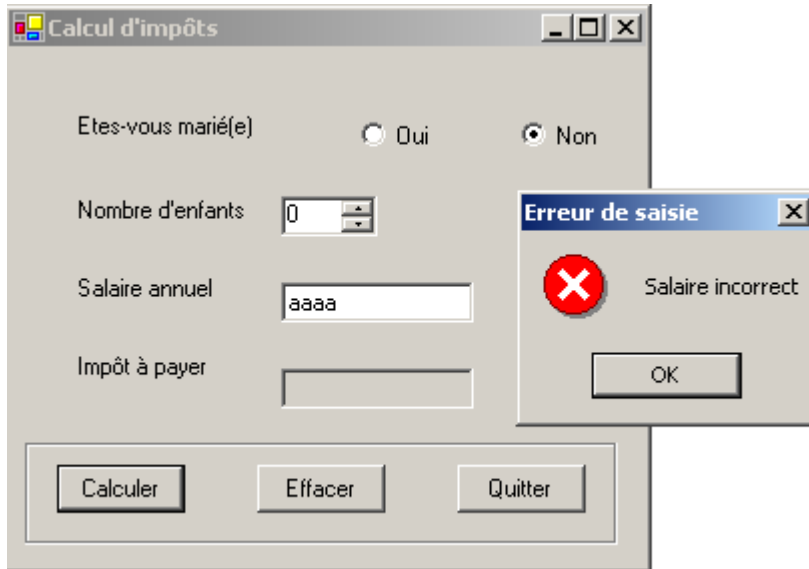 Calcul d'impôts
Etes-vous marié(e)
Oui
Non
Nombre d'enfants
0
Erreur de saisie
Salaire incorrect
OK
Salaire annuel
aaaa
Impôt à payer
Calculer
Effacer
Quitter